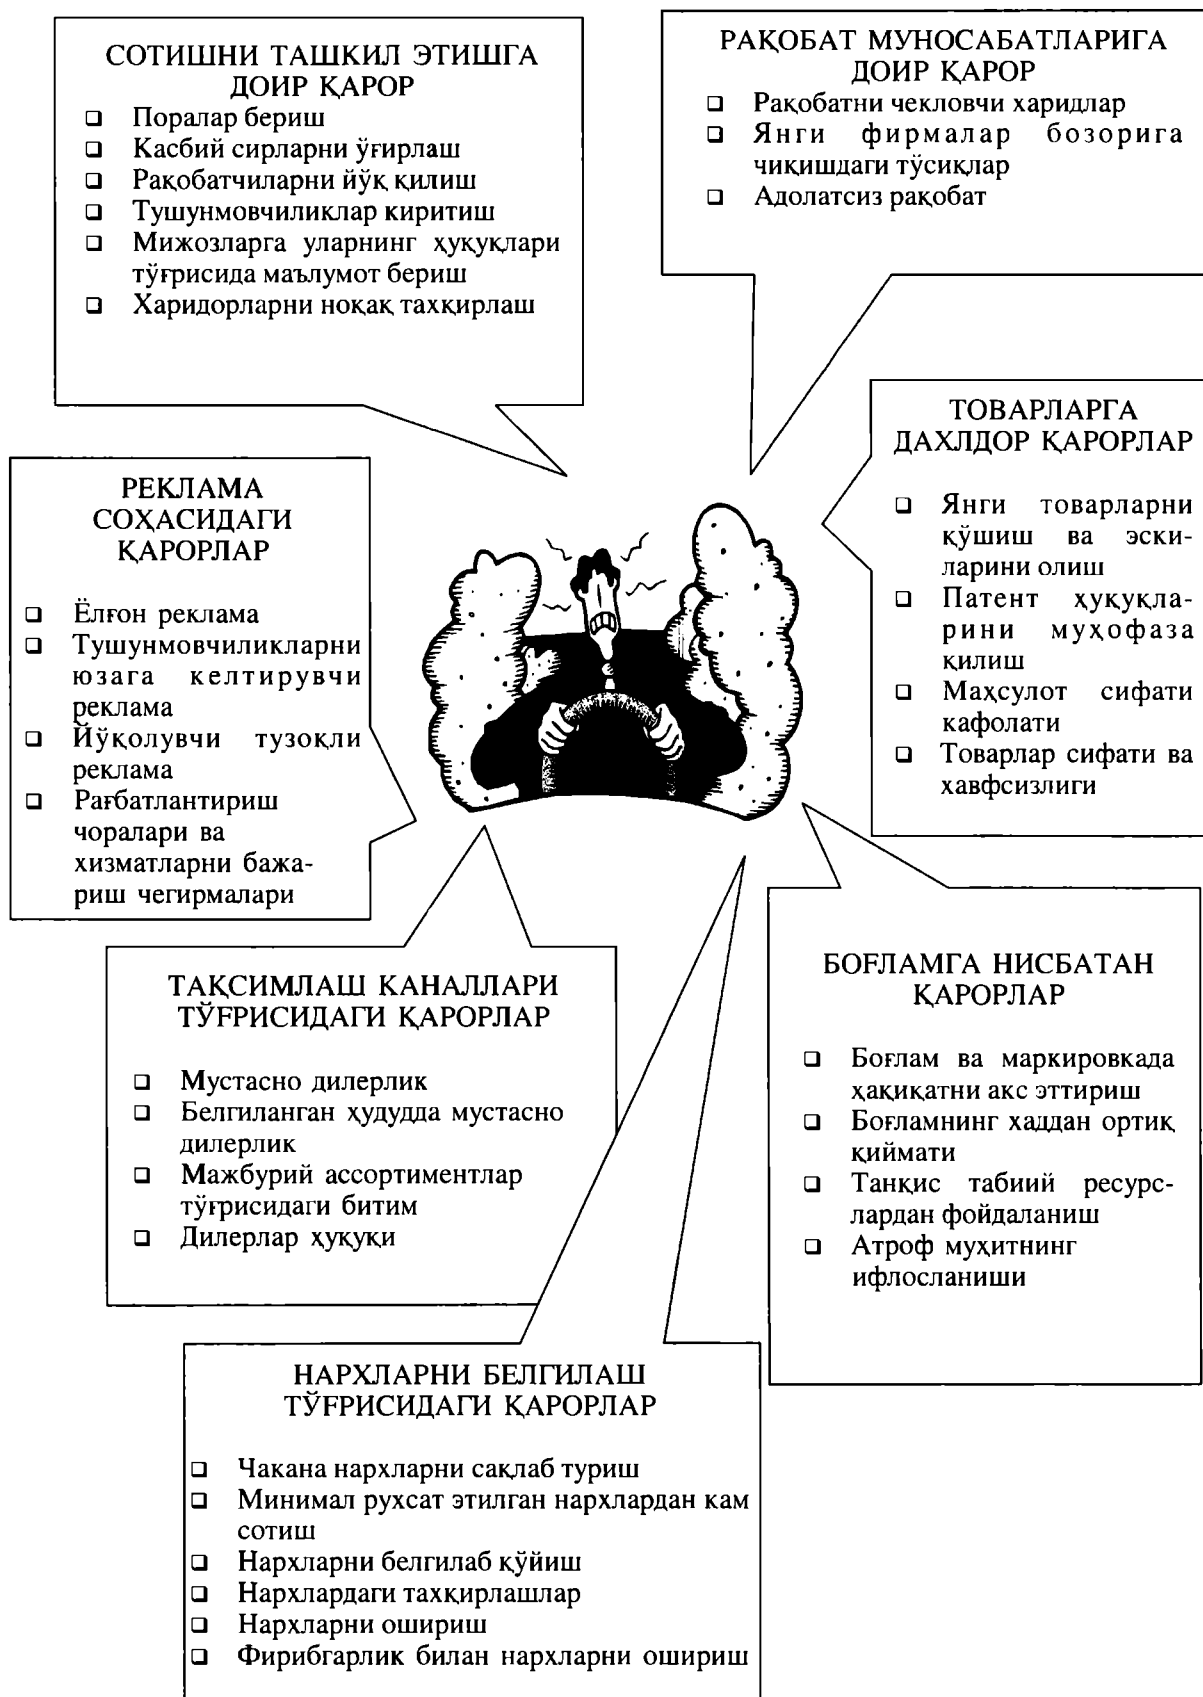 СОТИШНИ ТАШКИЛ ЭТИШГА
ДОИР ҚАРОР
Поралар бериш
Касбий сирларни ўғирлаш
Рақобатчиларни йўқ қилиш
Тушунмовчиликлар киритиш
Мижозларга уларнинг ҳуқуқлари
тўғрисида маълумот бериш
Харидорларни ноқақ тахқирлаш
РАҚОБАТ МУНОСАБАТЛАРИГА
ДОИР ҚАРОР
Рақобатни чекловчи харидлар
Янги фирмалар бозорига
чиқишдаги тўсиқлар
Адолатсиз рақобат
ТОВАРЛАРГА
ДАХЛДОР ҚАРОРЛАР
Янги товарларни
қўшиш ва эски-
ларини олиш
Патент ҳуқуқла-
рини муҳофаза
қилиш
Маҳсулот сифати
кафолати
Товарлар сифати ва
хавфсизлиги
РЕКЛАМА
СОҲАСИДАГИ
ҚАРОРЛАР
Ёлғон реклама
Тушунмовчиликларни
юзага келтирувчи
реклама
Йўқолувчи тузоқли
реклама
Рағбатлантириш
чоралари ва
хизматларни бажа-
риш чегирмалари
ТАҚСИМЛАШ КАНАЛЛАРИ
ТЎҒРИСИДАГИ ҚАРОРЛАР
Мустасно дилерлик
Белгиланган ҳудудда мустасно
дилерлик
Мажбурий ассортиментлар
тўғрисидаги битим
Дилерлар ҳуқуқи
БОҒЛАМГА НИСБАТАН
ҚАРОРЛАР
Боғлам ва маркировкада
ҳақиқатни акс эттириш
Боғламнинг хаддан ортиқ
қиймати
Танқис табиий ресурс-
лардан фойдаланиш
Атроф муҳитнинг
ифлосланиши
НАРХЛАРНИ БЕЛГИЛАШ
ТЎҒРИСИДАГИ ҚАРОРЛАР
Чакана нархларни сақлаб туриш
Минимал рухсат этилган нархлардан кам
сотиш
Нархларни белгилаб қўйиш
Нархлардаги тахқирлашлар
Нархларни ошириш
Фирибгарлик билан нархларни ошириш